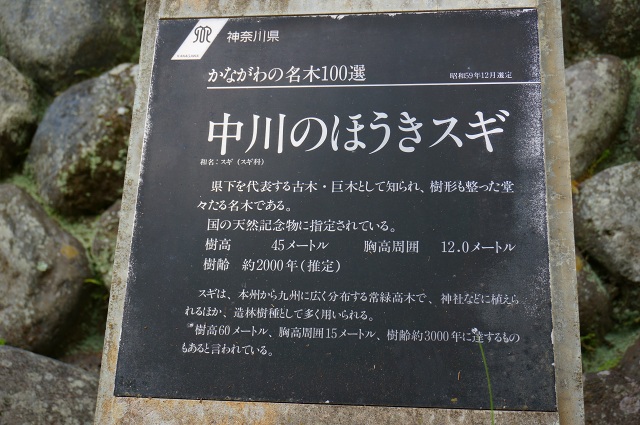 神奈川県
かながわの名木100選
昭和59年12月選定
中川のほうきスギ
和名：スギ（スギ科）
県下を代表する古木・巨木として知られ、樹形も整った堂
々たる名木である。
国の天然記念物に指定されている。
樹高 45メートル 胸高周囲 12.0メートル
樹齢 約2000年(推定)
スギは、本州から九州に広く分布する常緑高木で、神社などに植えら
れるほか、造林樹種として多く用いられる。
樹高60メートル、胸高周囲15メートル、樹齢約3000年に達するもの
もあると言われている。